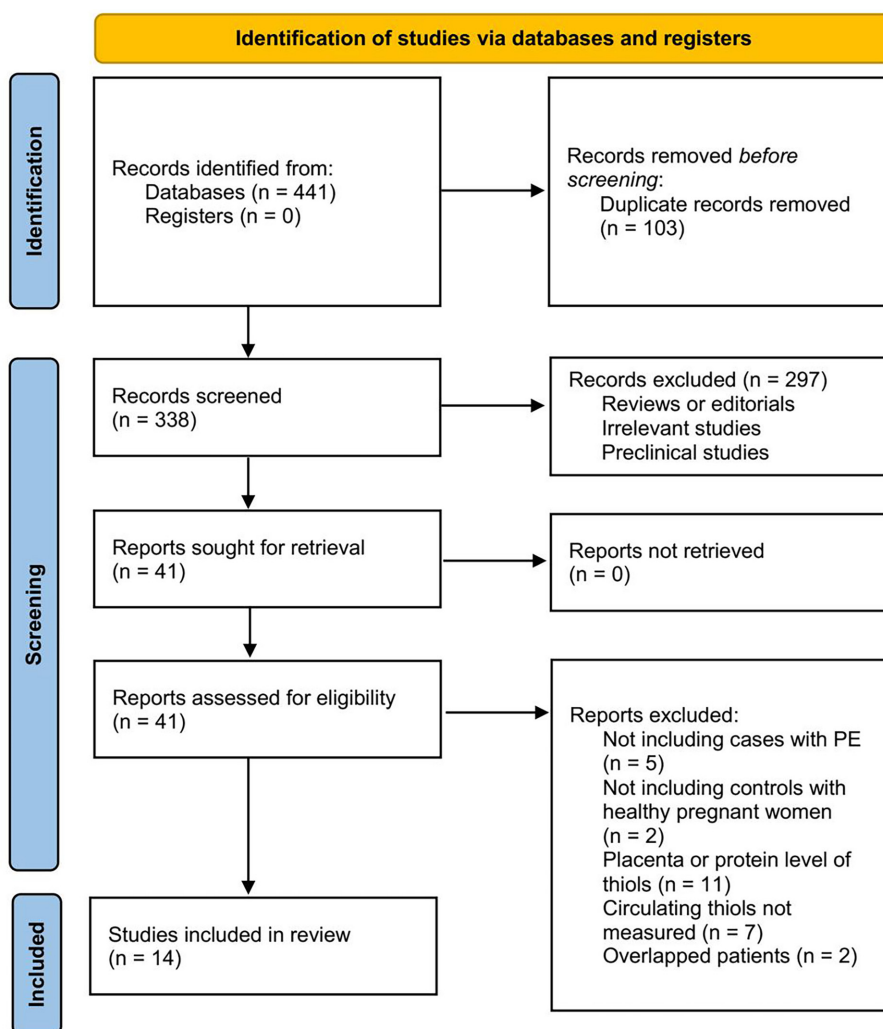 Identification of studies via databases and registers
Identification
Records identified from:
Databases (n = 441)
Registers (n = 0)
Records removed before
screening:
Duplicate records removed
(n = 103)
Screening
Records screened
(n = 338)
Records excluded (n = 297)
Reviews or editorials
Irrelevant studies
Preclinical studies
Reports sought for retrieval
(n = 41)
Reports not retrieved
(n = 0)
Reports assessed for eligibility
(n = 41)
Reports excluded:
Not including cases with PE
(n = 5)
Not including controls with
healthy pregnant women
(n = 2)
Placenta or protein level of
thiols (n = 11)
Circulating thiols not
measured (n = 7)
Overlapped patients (n = 2)
Included
Studies included in review
(n = 14)